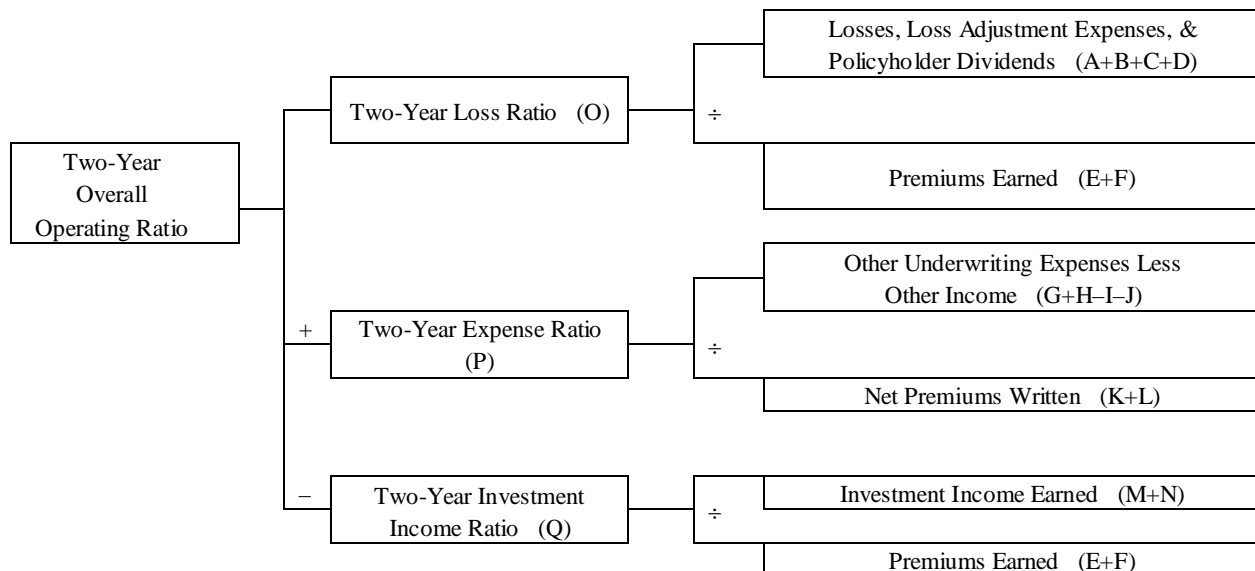 Losses, Loss Adjustment Expenses, &
Policyholder Dividends (A+B+C+D)
Two-Year Loss Ratio (O)
÷
Premiums Earned (E+F)
Two-Year
Overall
Operating Ratio
Other Underwriting Expenses Less
Other Income (G+H–I–J)
+
Two-Year Expense Ratio
(P)
÷
Net Premiums Written (K+L)
–
Two-Year Investment
Income Ratio (Q)
Investment Income Earned (M+N)
÷
Premiums Earned (E+F)